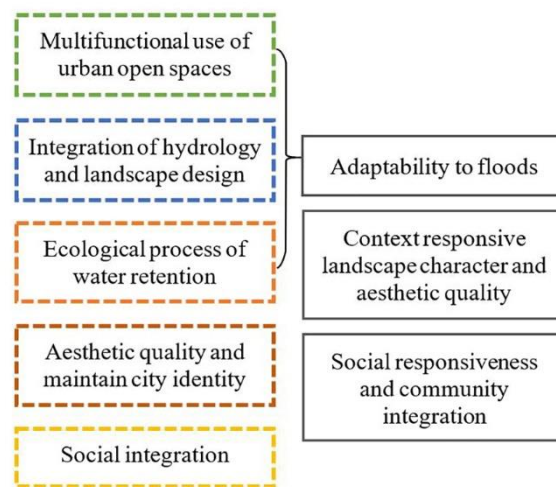 Multifunctional use of
urban open spaces
Integration of hydrology
and landscape design
Ecological process of
water retention
Aesthetic quality and
maintain city identity
Social integration
Adaptability to floods
Context responsive
landscape character and
aesthetic quality
Social responsiveness
and community
integration